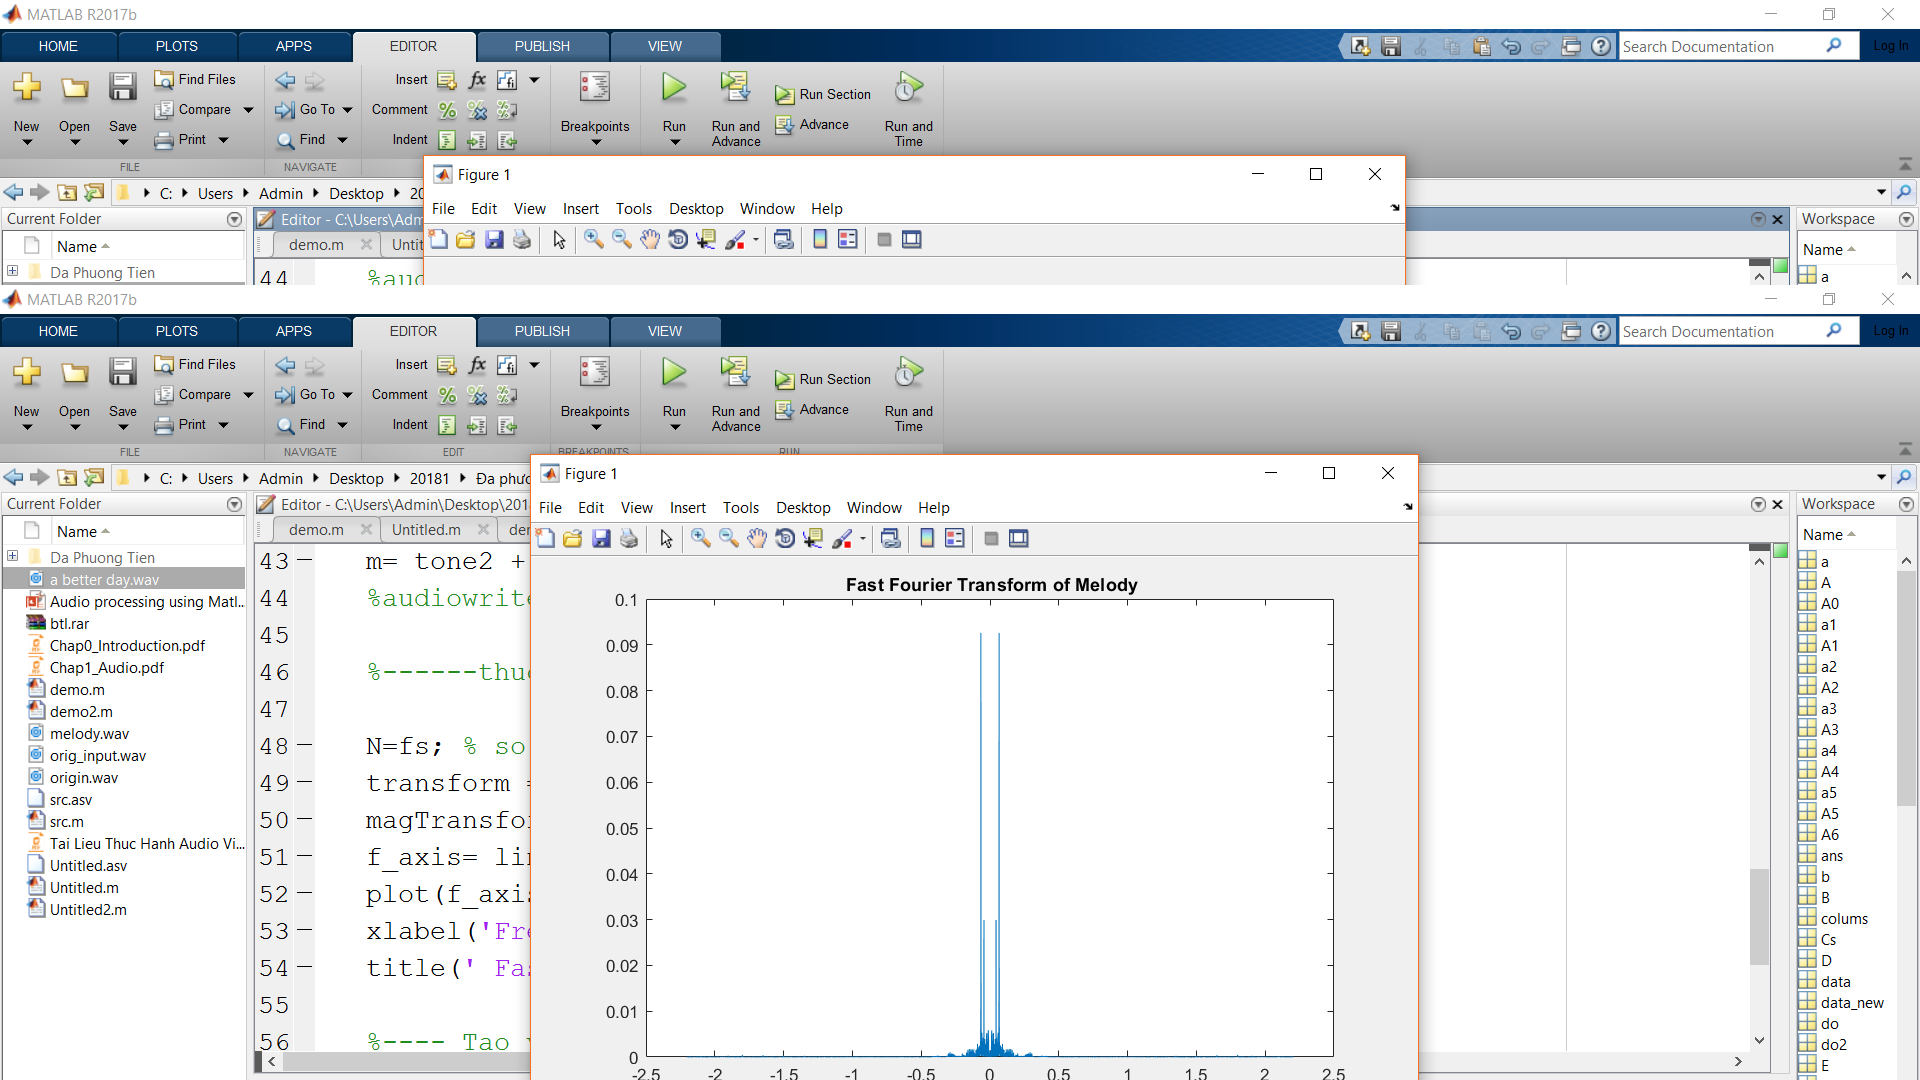 MATLAB R2017b
HOME PLOTS APPS EDITOR PUBLISH VIEW Search Documentation Log In
New Open Save Find Files Compare Print
Go To Find
Insert fx Comment Indent
Breakpoints Run Run and Advance Run Section Advance Run and Time
FILE NAVIGATE
C: Users Admin Desktop 20
Figure 1
File Edit View Insert Tools Desktop Window Help
Current Folder
Name
Da Phuong Tien
Editor - C:\Users\Adm
demo.m Untit
44 %aud
Workspace
Name
a
MATLAB R2017b
HOME PLOTS APPS EDITOR PUBLISH VIEW Search Documentation Log In
New Open Save Find Files Compare Print
Go To Find
Insert fx Comment Indent
Breakpoints Run Run and Advance Run Section Advance Run and Time
FILE NAVIGATE EDIT BREAKPOINTS RUN
C: Users Admin Desktop 20181 Đa phươ
Current Folder
Name
Da Phuong Tien
a better day.wav
Audio processing using Matl...
btl.rar
Chap0_Introduction.pdf
Chap1_Audio.pdf
demo.m
demo2.m
melody.wav
orig_input.wav
origin.wav
src.asv
src.m
Tai Lieu Thuc Hanh Audio Vi...
Untitled.asv
Untitled.m
Untitled2.m
Editor - C:\Users\Admin\Desktop\201
demo.m Untitled.m de
43 m= tone2 +
44 %audiowrite
45
46 %------thu
47
48 N=fs; % so
49 transform
50 magTransfo
51 f_axis= lin
52 plot(f_axi
53 xlabel('Fre
54 title(' Fa
55
56 %---- Tao
Figure 1
File Edit View Insert Tools Desktop Window Help
Fast Fourier Transform of Melody
0.1
0.09
0.08
0.07
0.06
0.05
0.04
0.03
0.02
0.01
0
-2.5 -2 -1.5 -1 -0.5 0 0.5 1 1.5 2 2.5
Workspace
Name
a
A
A0
a1
A1
a2
A2
a3
A3
a4
A4
a5
A5
A6
ans
b
B
colums
Cs
D
data
data_new
do
do2
E